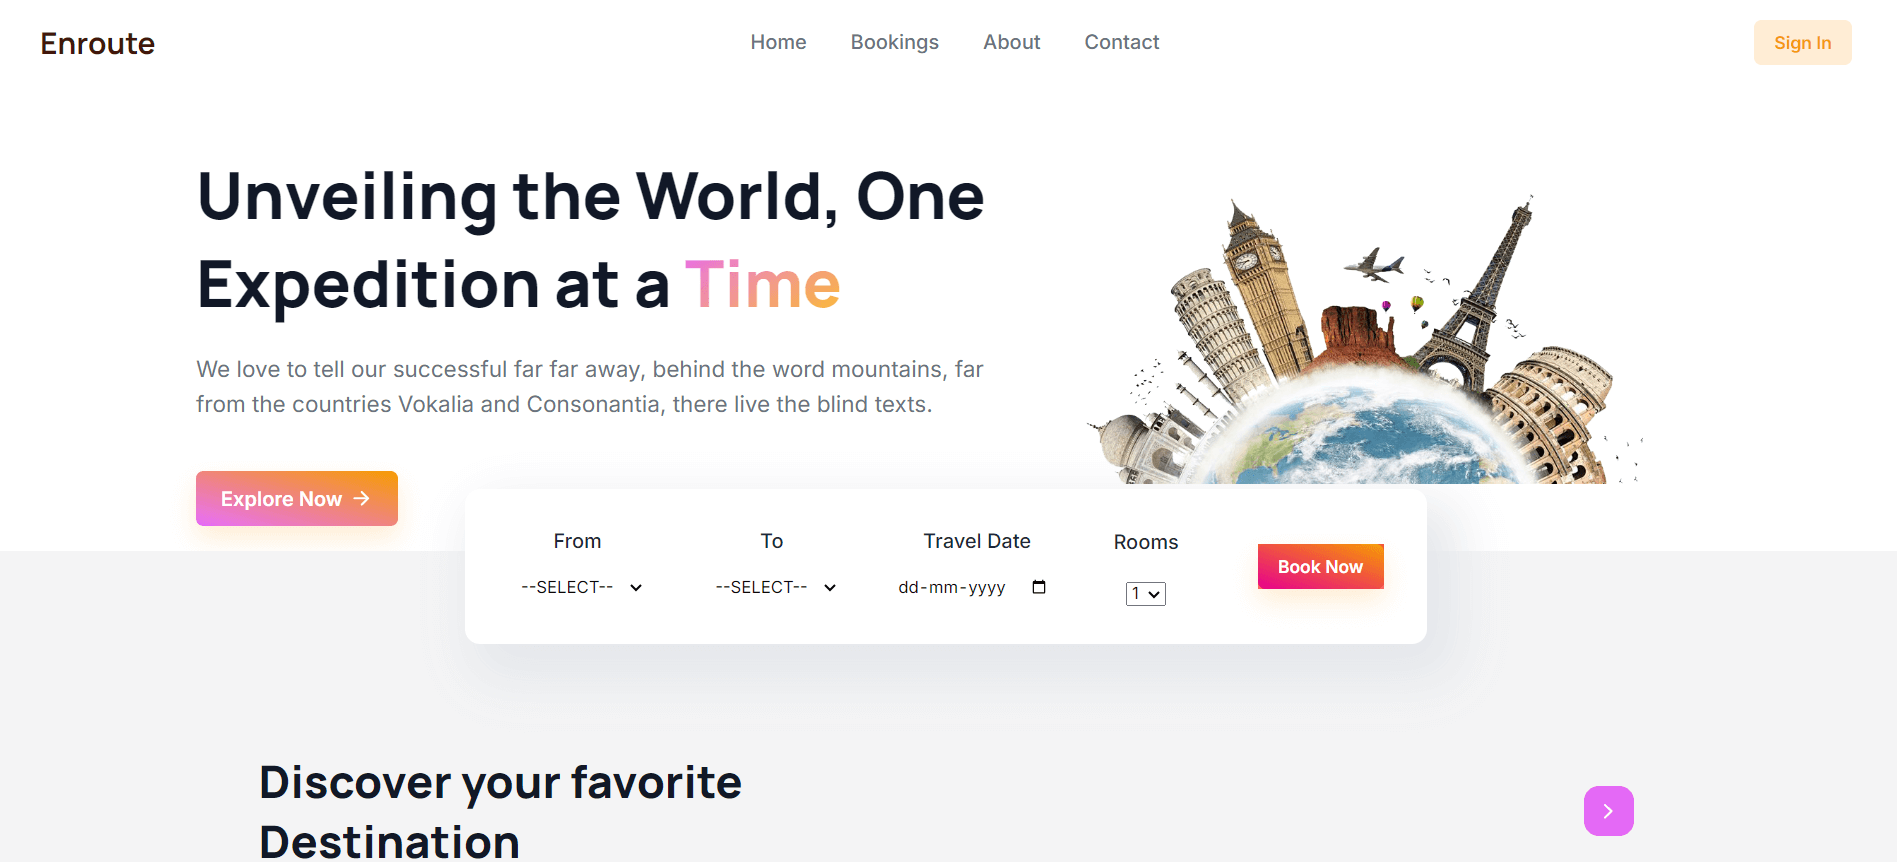 Enroute
Home
Bookings
About
Contact
Sign In
Unveiling the World, One
Expedition at a Time
We love to tell our successful far far away, behind the word mountains, far
from the countries Vokalia and Consonantia, there live the blind texts.
Explore Now
From
To
Travel Date
Rooms
--SELECT--
--SELECT--
dd-mm-yyyy
1
Book Now
Discover your favorite
Destination